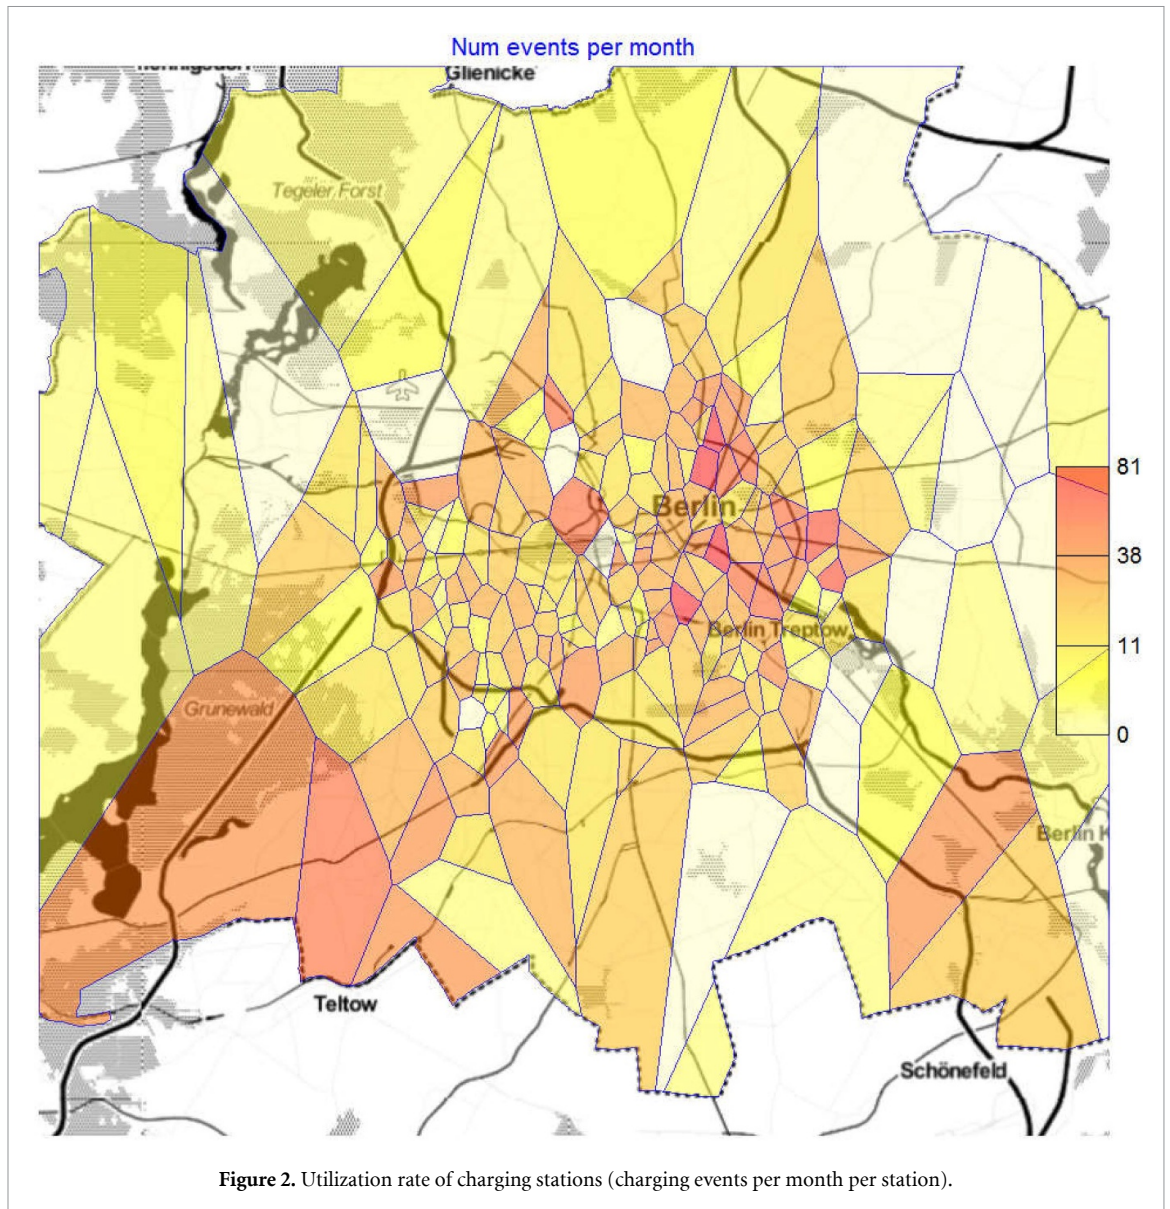 Num events per month
Glienicke
Tegeler Forst
81
Berlin
38
Berlin Treptow
11
Grunewald
0
Berlin K
Teltow
Schönefeld
Figure 2. Utilization rate of charging stations (charging events per month per station).